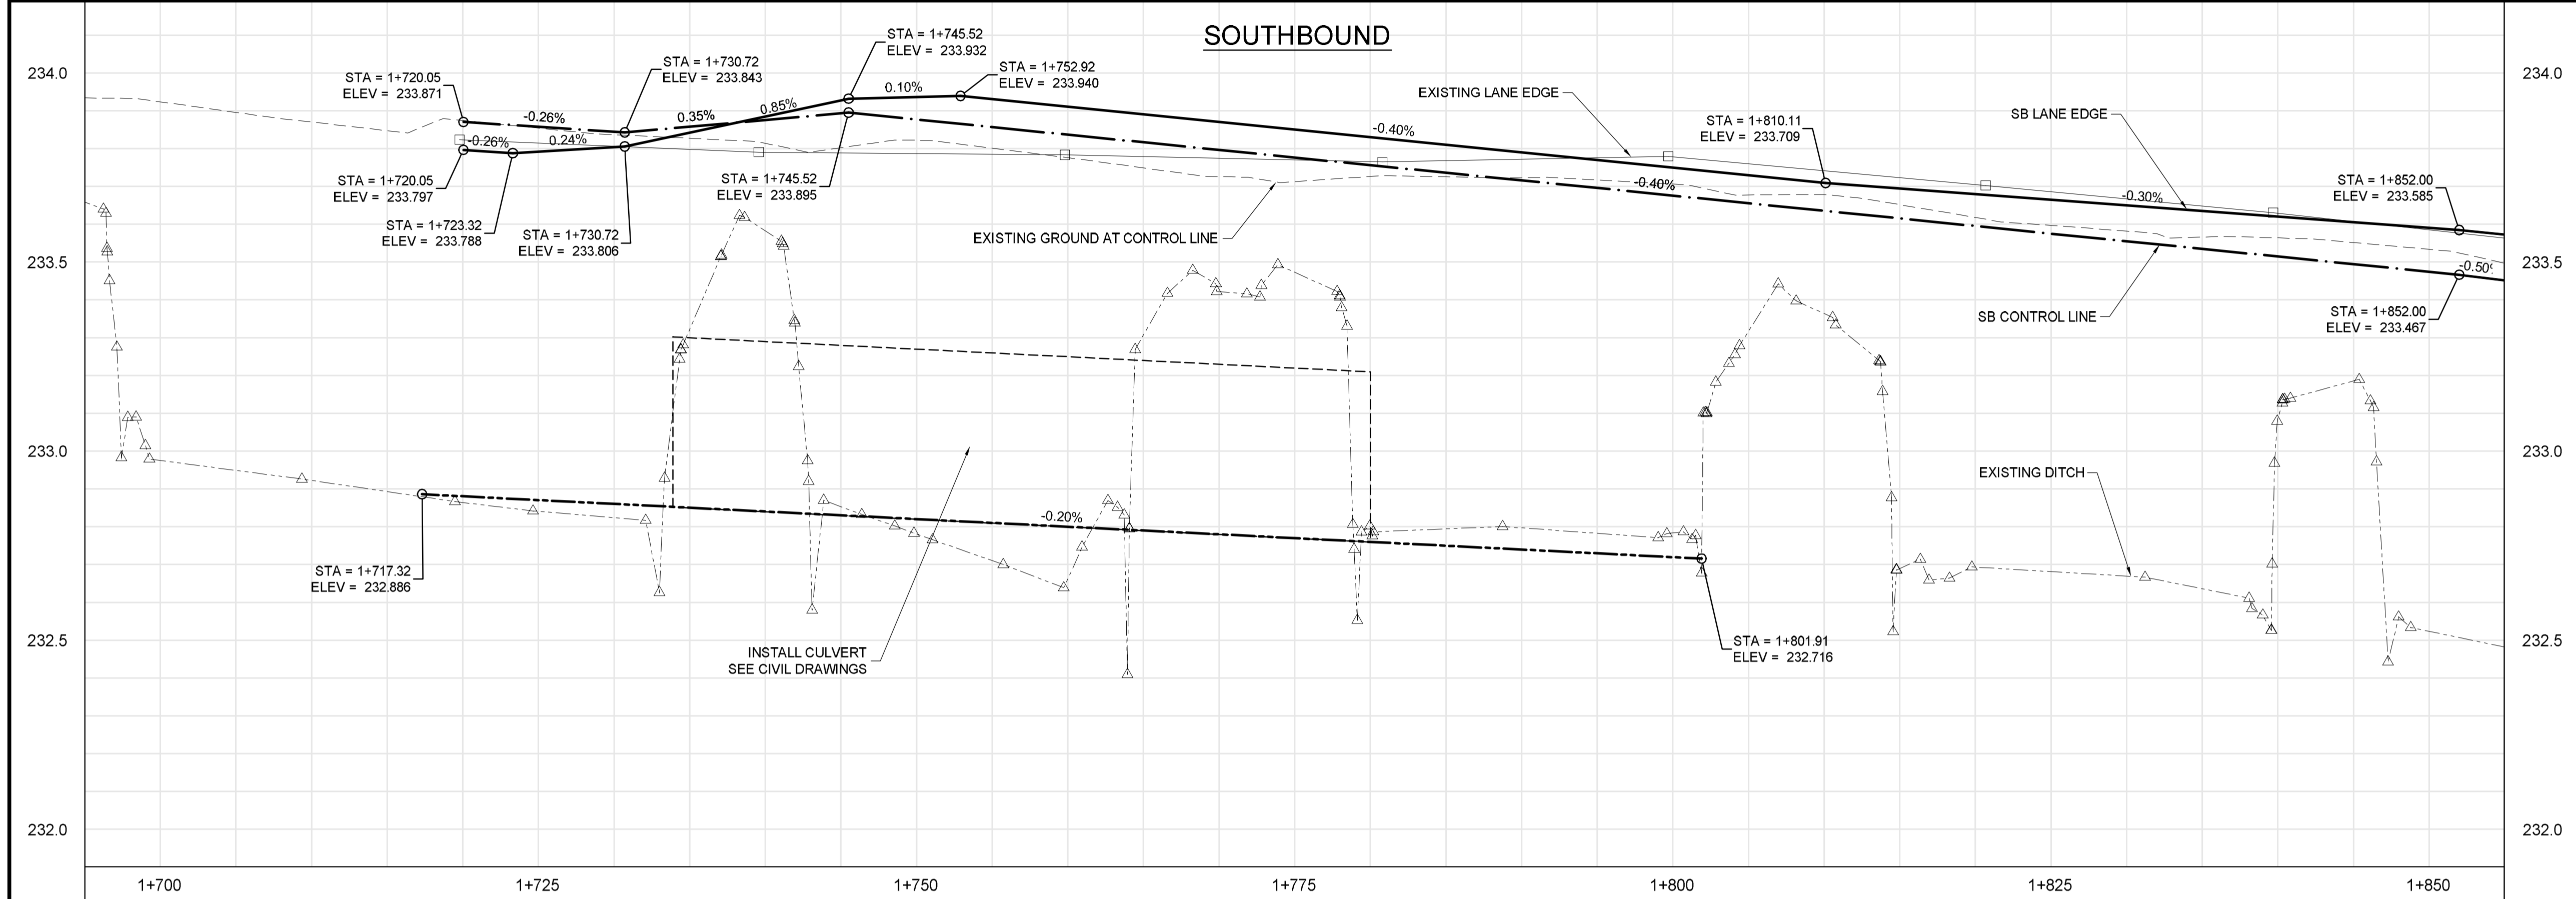 SOUTHBOUND
STA = 1+745.52
ELEV = 233.932
STA = 1+730.72
ELEV = 233.843
STA = 1+752.92
ELEV = 233.940
STA = 1+720.05
ELEV = 233.871
234.0
234.0
0.10%
0.85%
0.35%
-0.26%
-0.26%
0.24%
EXISTING LANE EDGE
SB LANE EDGE
STA = 1+810.11
ELEV = 233.709
-0.40%
-0.40%
-0.30%
STA = 1+720.05
ELEV = 233.797
STA = 1+745.52
ELEV = 233.895
STA = 1+852.00
ELEV = 233.585
STA = 1+723.32
ELEV = 233.788
STA = 1+730.72
ELEV = 233.806
EXISTING GROUND AT CONTROL LINE
233.5
233.5
-0.50%
SB CONTROL LINE
STA = 1+852.00
ELEV = 233.467
233.0
233.0
EXISTING DITCH
-0.20%
STA = 1+717.32
ELEV = 232.886
232.5
232.5
INSTALL CULVERT
SEE CIVIL DRAWINGS
STA = 1+801.91
ELEV = 232.716
232.0
232.0
1+700
1+725
1+750
1+775
1+800
1+825
1+850